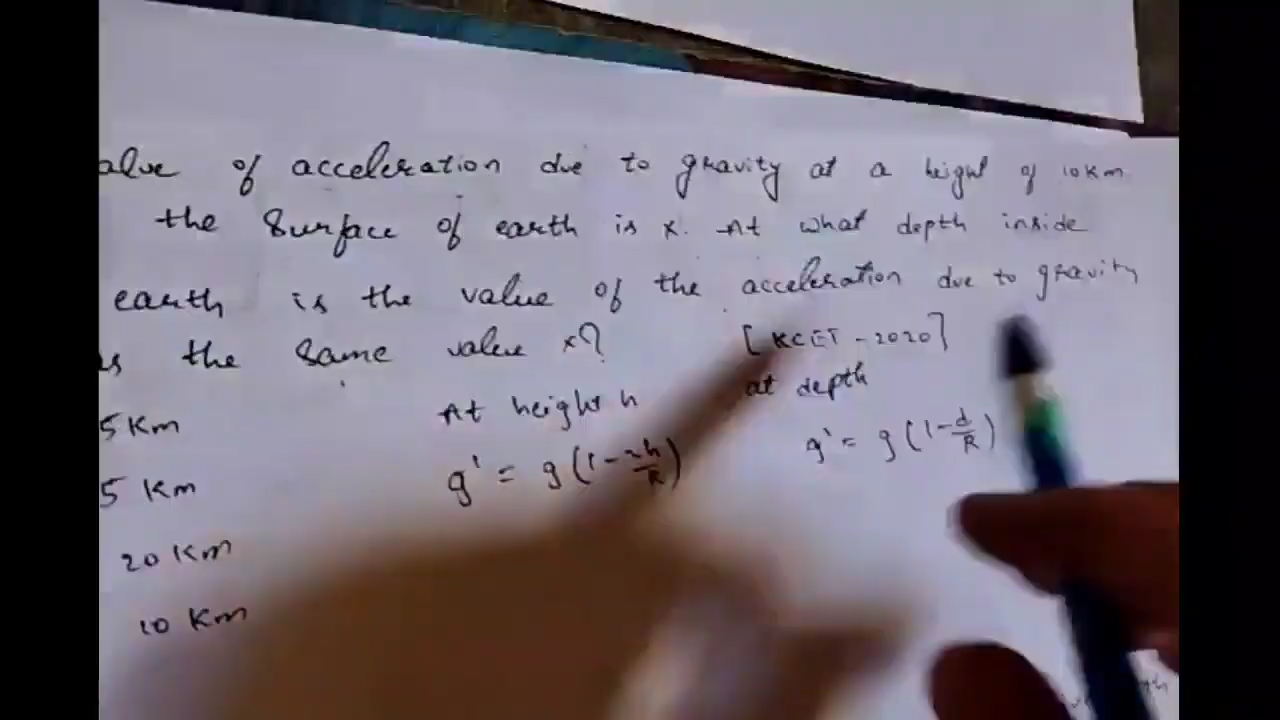 alue of acceleration due to gravity at a height of 10Km
the surface of earth is x. At what depth inside
earth is the value of the acceleration due to gravity
is the same value x?
[KCET - 2020]
5 Km
5 Km
20 Km
10 Km
At height h
g' = g(1-2h/R)
at depth
g' = g(1-d/R)